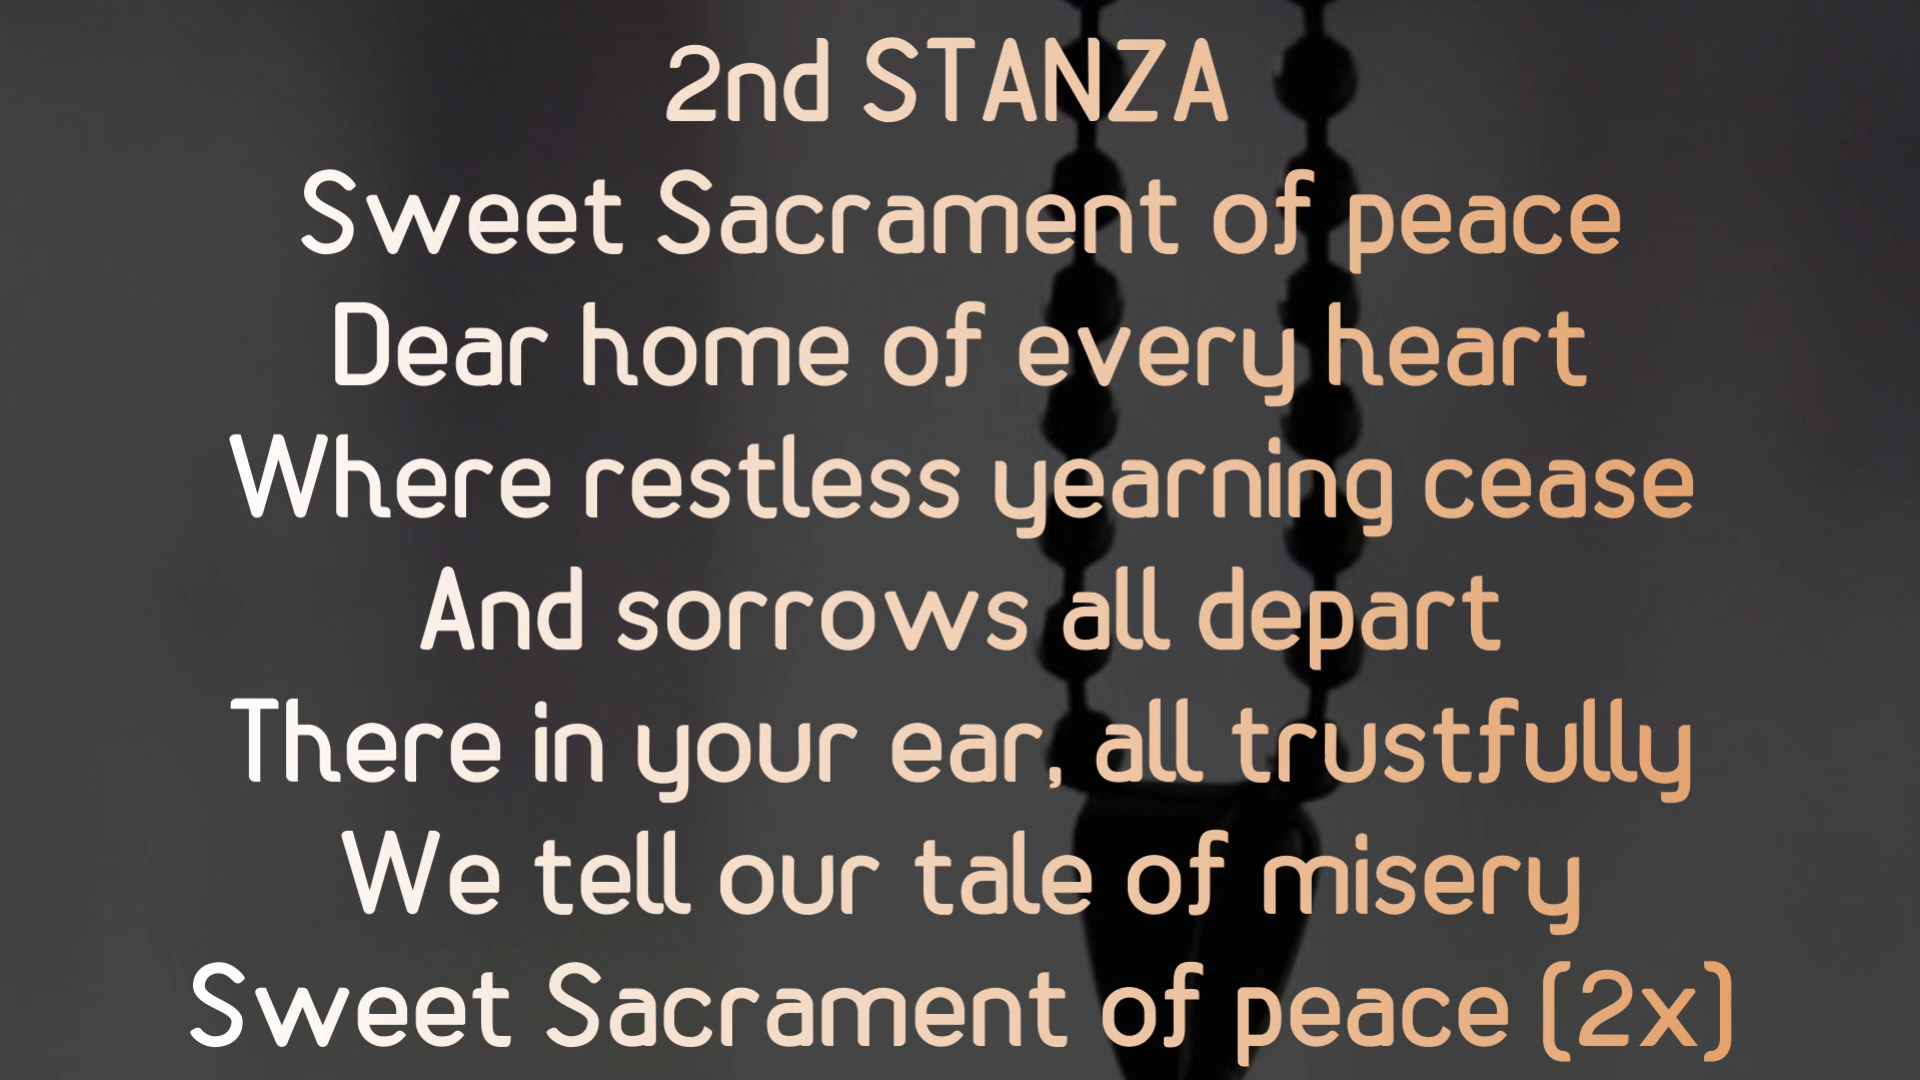 2nd STANZA
Sweet Sacrament of peace
Dear home of every heart
Where restless yearning cease
And sorrows all depart
There in your ear, all trustfully
We tell our tale of misery
Sweet Sacrament of peace (2x)